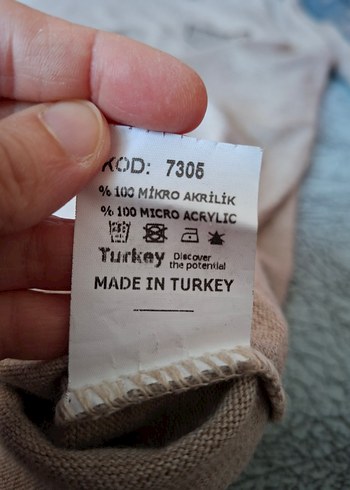 KOD: 7305
% 100 MİKRO AKRİLİK
% 100 MICRO ACRYLIC
Turkey Discover
the potential
MADE IN TURKEY